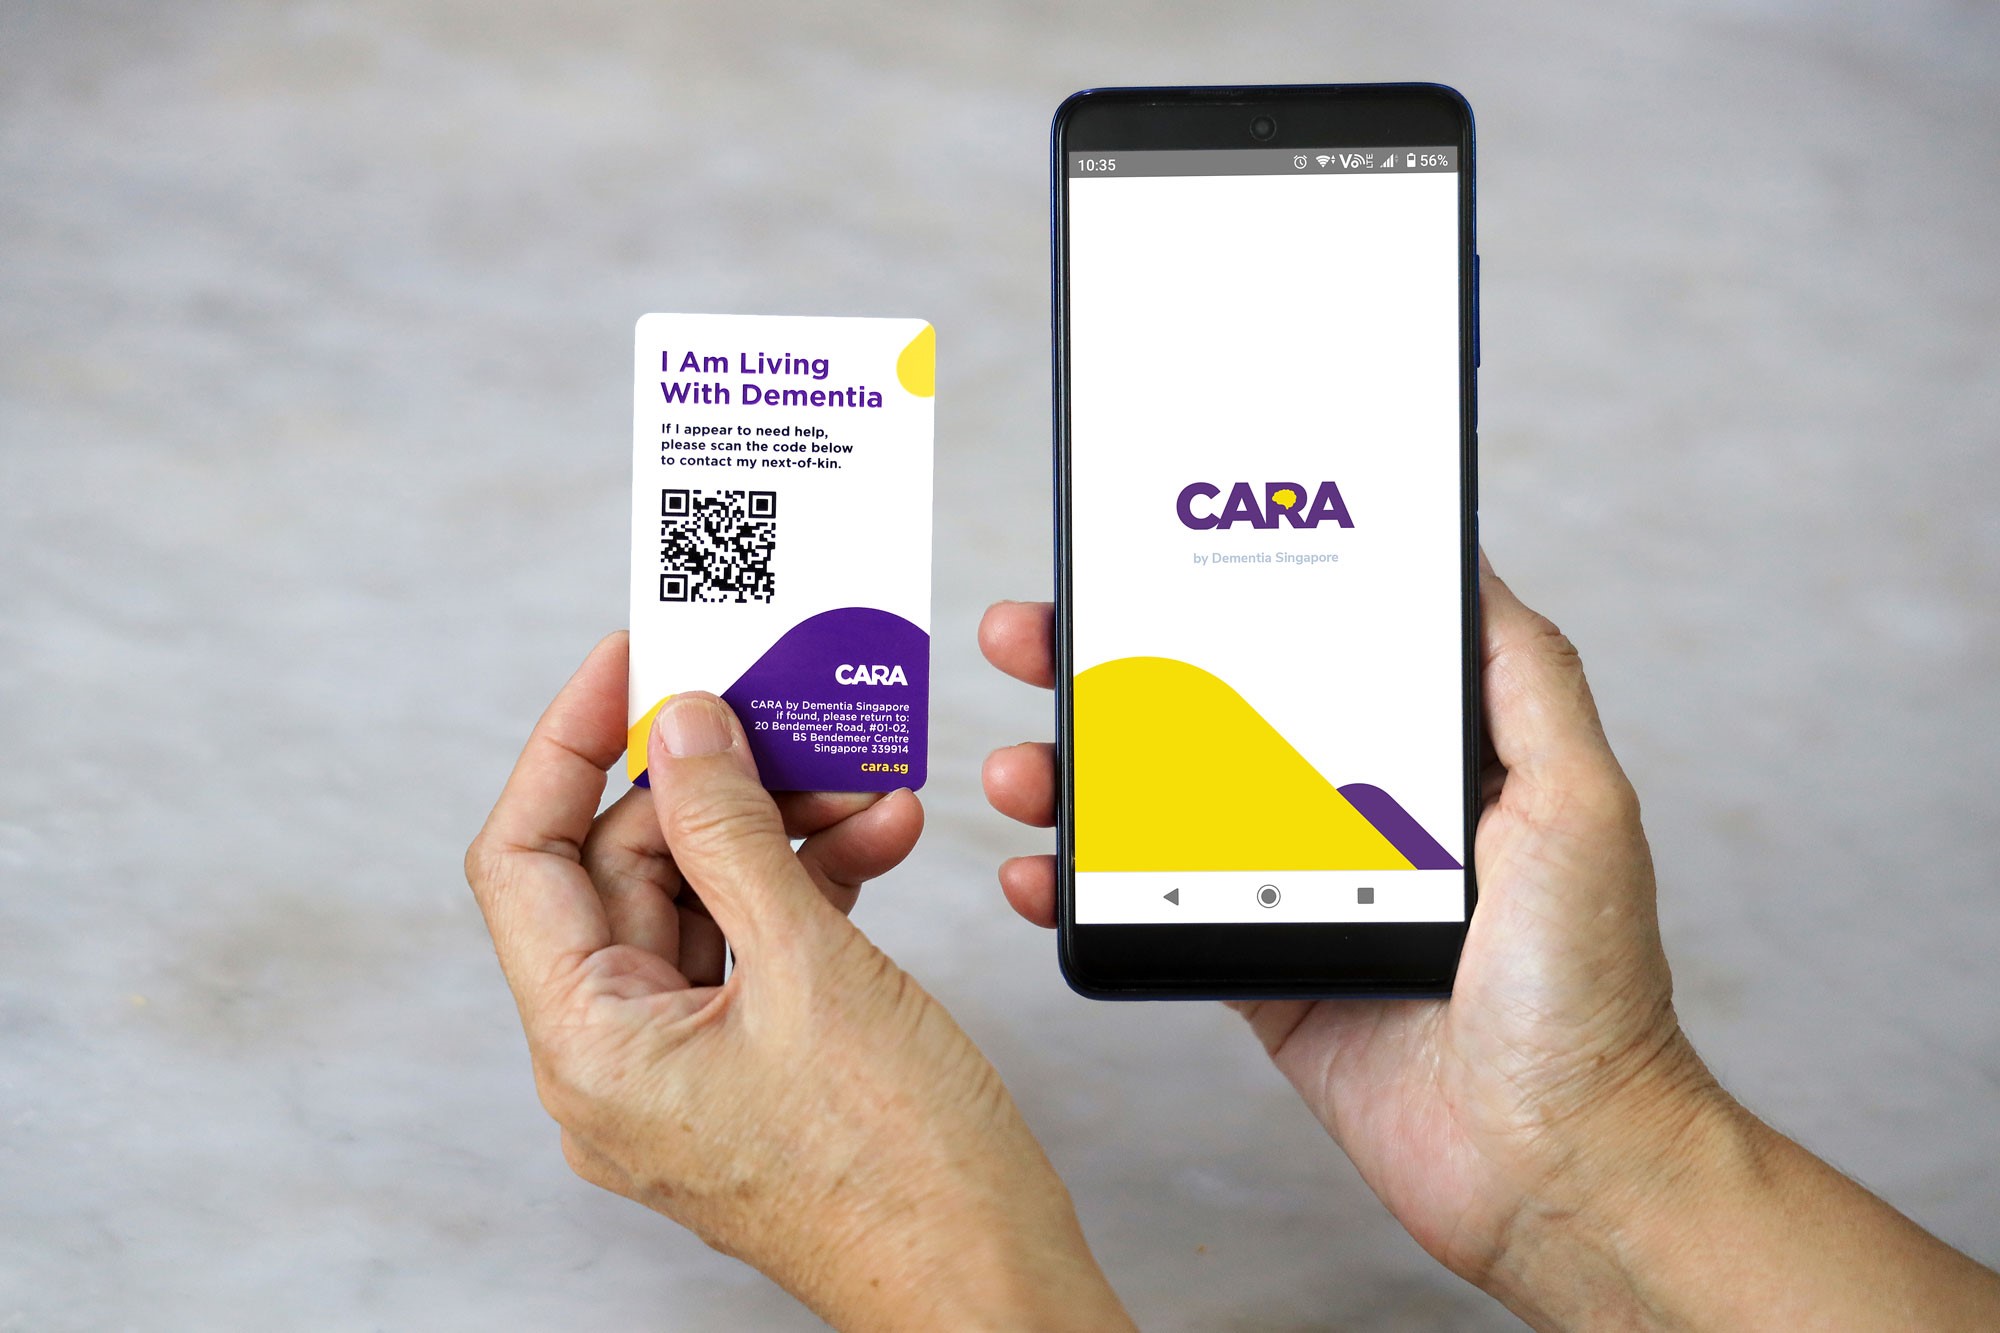 I Am Living
With Dementia
If I appear to need help,
please scan the code below
to contact my next-of-kin.
CARA
CARA by Dementia Singapore
if found, please return to:
20 Bendemeer Road, #01-02,
BS Bendemeer Centre
Singapore 339914
cara.sg
10:35
Vo LTE
56%
CARA
by Dementia Singapore